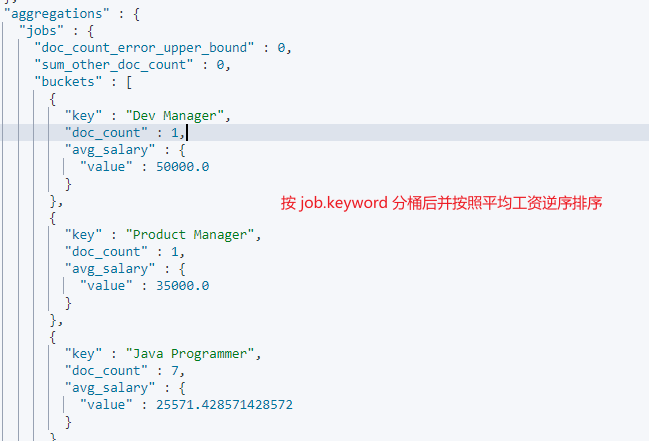 },
"aggregations" : {
"jobs" : {
"doc_count_error_upper_bound" : 0,
"sum_other_doc_count" : 0,
"buckets" : [
{
"key" : "Dev Manager",
"doc_count" : 1,
"avg_salary" : {
"value" : 50000.0
}
},
按 job.keyword 分桶后并按照平均工资逆序排序
{
"key" : "Product Manager",
"doc_count" : 1,
"avg_salary" : {
"value" : 35000.0
}
},
{
"key" : "Java Programmer",
"doc_count" : 7,
"avg_salary" : {
"value" : 25571.428571428572
}
}